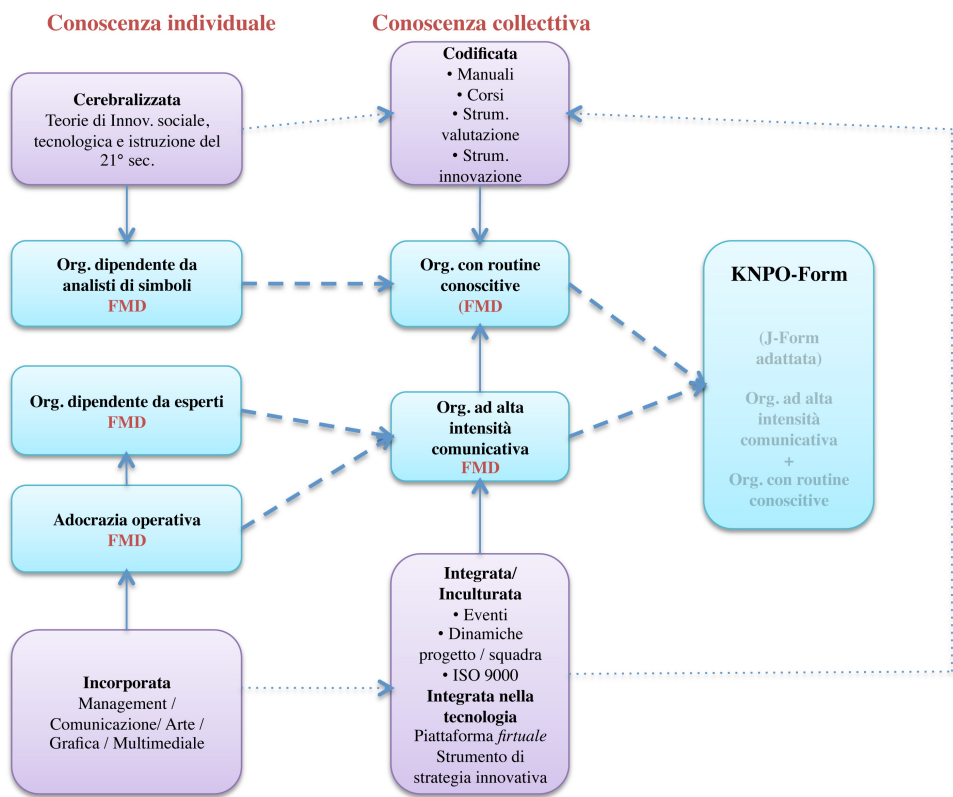 Conoscenza individuale
Conoscenza collecttiva
Cerebralizzata
Teorie di Innov. sociale,
tecnologica e istruzione del
21° sec.
Codificata
• Manuali
• Corsi
• Strum.
valutazione
• Strum.
innovazione
Org. dipendente da
analisti di simboli
FMD
Org. con routine
conoscitive
(FMD
KNPO-Form
(J-Form
adattata)
Org. ad alta
intensità
comunicativa
+
Org. con routine
conoscitive
Org. dipendente da esperti
FMD
Org. ad alta
intensità
comunicativa
FMD
Adocrazia operativa
FMD
Incorporata
Management /
Comunicazione/ Arte /
Grafica / Multimediale
Integrata/
Inculturata
• Eventi
• Dinamiche
progetto / squadra
• ISO 9000
Integrata nella
tecnologia
Piattaforma firtuale
Strumento di
strategia innovativa